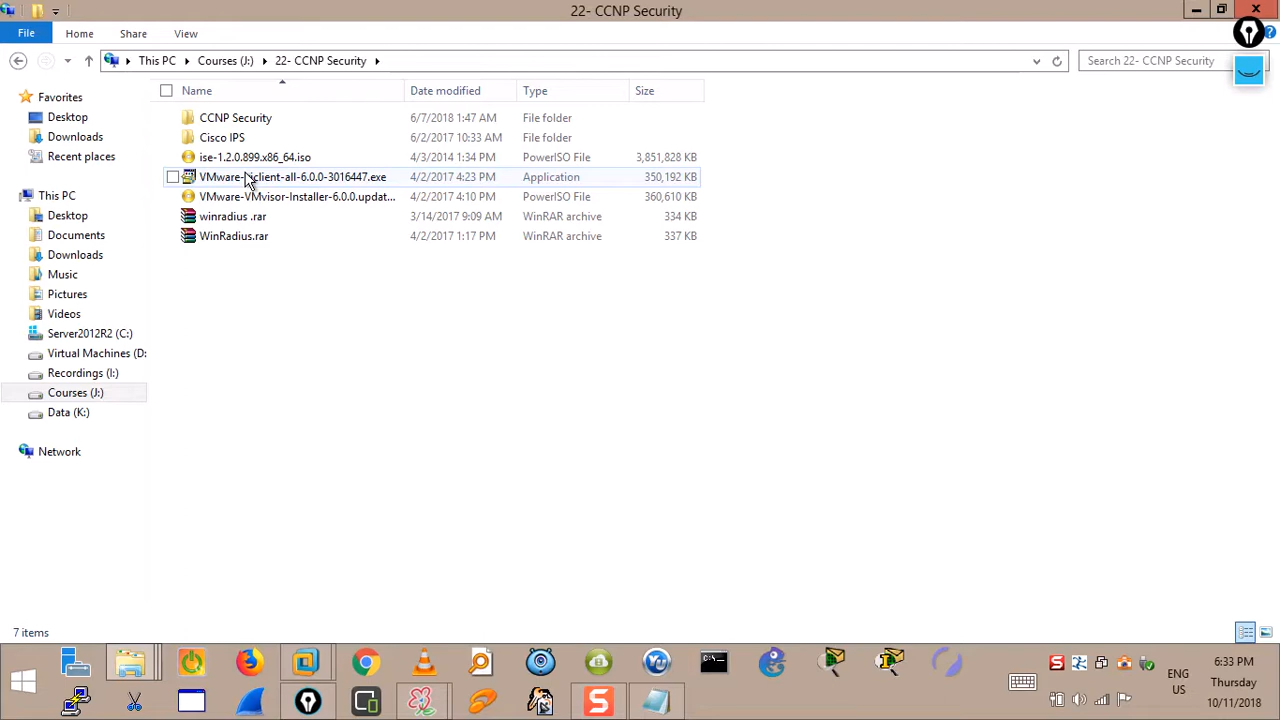 22- CCNP Security
File Home Share View
This PC Courses (J:) 22- CCNP Security
Search 22- CCNP Security
Name Date modified Type Size
CCNP Security 6/7/2018 1:47 AM File folder
Cisco IPS 6/2/2017 10:33 AM File folder
ise-1.2.0.899.x86_64.iso 4/3/2014 1:34 PM PowerISO File 3,851,828 KB
4/2/2017 4:23 PM Application 350,192 KB
VMware-VMvisor-Installer-6.0.0.updat... 4/2/2017 4:10 PM PowerISO File 360,610 KB
winradius .rar 3/14/2017 9:09 AM WinRAR archive 334 KB
WinRadius.rar 4/2/2017 1:17 PM WinRAR archive 337 KB
Favorites
Desktop
Downloads
Recent places
This PC
Desktop
Documents
Downloads
Music
Pictures
Videos
Server2012R2 (C:)
Virtual Machines (D:
Recordings (I:)
Courses (J:)
Data (K:)
Network
7 items
ENG
US
6:33 PM
Thursday
10/11/2018